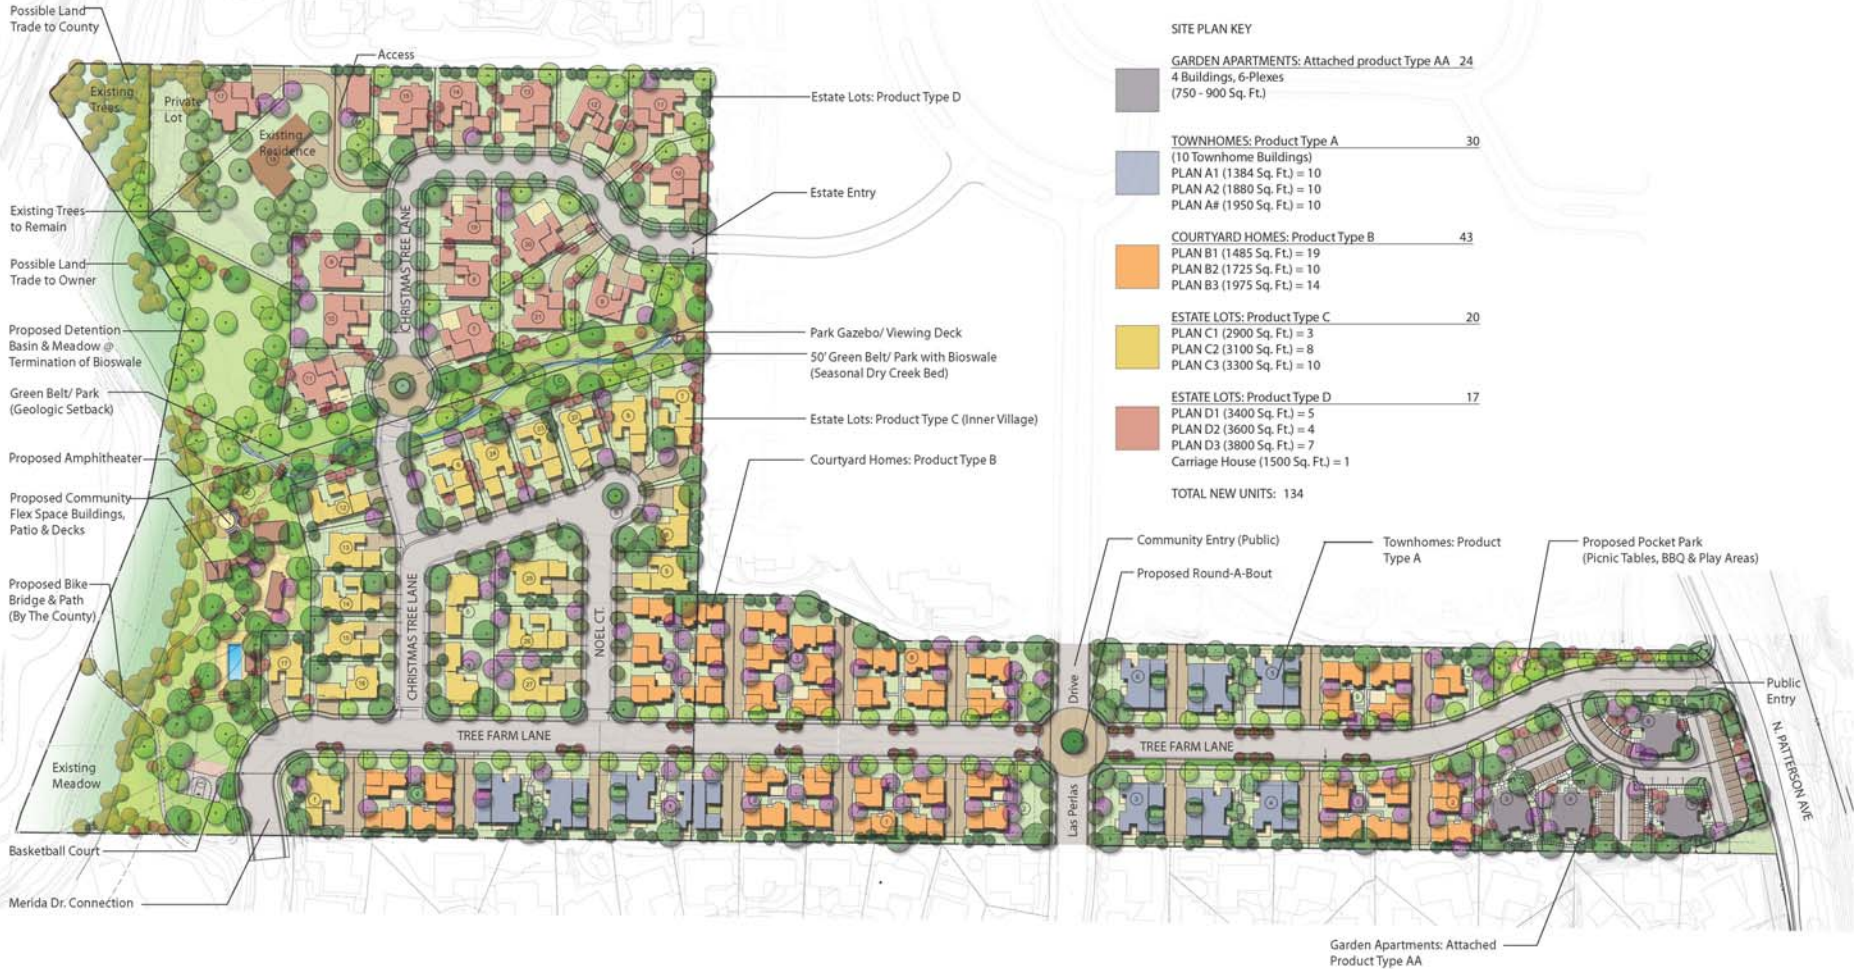 Possible Land
Trade to County
Access
Existing
Trees
Private
Lot
Existing
Residence
Estate Lots: Product Type D
Estate Entry
Existing Trees
to Remain
Possible Land
Trade to Owner
CHRISTMAS TREE LANE
Proposed Detention
Basin & Meadow @
Termination of Bioswale
Park Gazebo/ Viewing Deck
50' Green Belt/ Park with Bioswale
(Seasonal Dry Creek Bed)
Green Belt/ Park
(Geologic Setback)
Estate Lots: Product Type C (Inner Village)
Proposed Amphitheater
Courtyard Homes: Product Type B
Proposed Community
Flex Space Buildings,
Patio & Decks
Proposed Bike
Bridge & Path
(By The County)
CHRISTMAS TREE LANE
NOEL CT.
TREE FARM LANE
Existing
Meadow
Basketball Court
Merida Dr. Connection
SITE PLAN KEY
GARDEN APARTMENTS: Attached product Type AA 24
4 Buildings, 6-Plexes
(750 - 900 Sq. Ft.)
TOWNHOMES: Product Type A 30
(10 Townhome Buildings)
PLAN A1 (1384 Sq. Ft.) = 10
PLAN A2 (1880 Sq. Ft.) = 10
PLAN A# (1950 Sq. Ft.) = 10
COURTYARD HOMES: Product Type B 43
PLAN B1 (1485 Sq. Ft.) = 19
PLAN B2 (1725 Sq. Ft.) = 10
PLAN B3 (1975 Sq. Ft.) = 14
ESTATE LOTS: Product Type C 20
PLAN C1 (2900 Sq. Ft.) = 3
PLAN C2 (3100 Sq. Ft.) = 8
PLAN C3 (3300 Sq. Ft.) = 10
ESTATE LOTS: Product Type D 17
PLAN D1 (3400 Sq. Ft.) = 5
PLAN D2 (3600 Sq. Ft.) = 4
PLAN D3 (3800 Sq. Ft.) = 7
Carriage House (1500 Sq. Ft.) = 1
TOTAL NEW UNITS: 134
Community Entry (Public)
Proposed Round-A-Bout
Townhomes: Product
Type A
Proposed Pocket Park
(Picnic Tables, BBQ & Play Areas)
Drive
Las Perlas
TREE FARM LANE
Public
Entry
N. PATTERSON AVE
Garden Apartments: Attached
Product Type AA